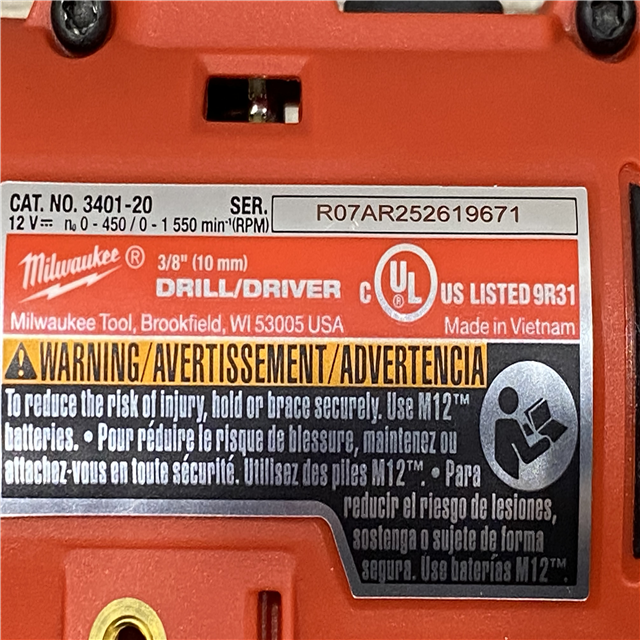 CAT. NO. 3401-20 SER. R07AR252619671
12 V⎓ n₀ 0 - 450 / 0 - 1 550 min⁻¹(RPM)
Milwaukee® 3/8" (10 mm)
DRILL/DRIVER
C UL® US LISTED 9R31
Milwaukee Tool, Brookfield, WI 53005 USA Made in Vietnam
WARNING/AVERTISSEMENT/ADVERTENCIA
To reduce the risk of injury, hold or brace securely. Use M12™
batteries. • Pour réduire le risque de blessure, maintenez ou
attachez-vous en toute sécurité. Utilisez des piles M12™. • Para
reducir el riesgo de lesiones,
sostenga o sujete de forma
segura. Use baterías M12™.